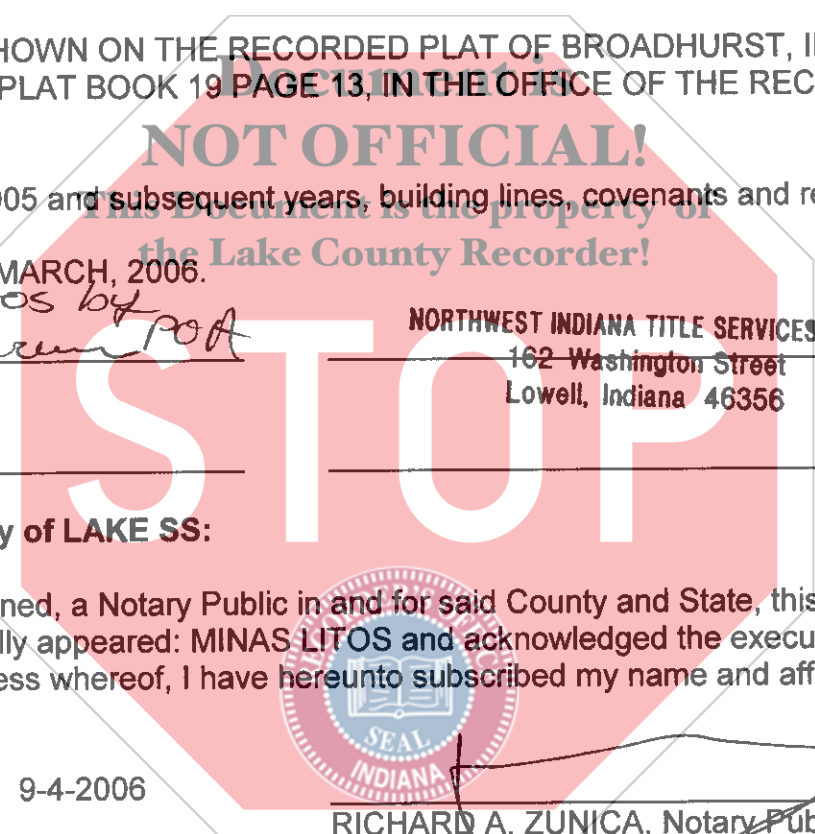 HOWN ON THE RECORDED PLAT OF BROADHURST, I
PLAT BOOK 19 PAGE 13, IN THE OFFICE OF THE REC
Document is
NOT OFFICIAL!
This Document is the property of
the Lake County Recorder!
005 and subsequent years, building lines, covenants and re
MARCH, 2006.
os by
POA
NORTHWEST INDIANA TITLE SERVICES
162 Washington Street
Lowell, Indiana 46356
STOP
y of LAKE SS:
ned, a Notary Public in and for said County and State, this
lly appeared: MINAS LITOS and acknowledged the execu
ess whereof, I have hereunto subscribed my name and aff
SEAL
INDIANA
9-4-2006
RICHARD A. ZUNICA, Notary Pub